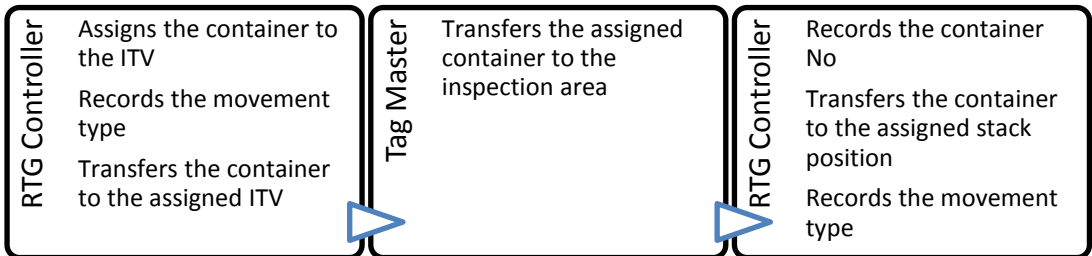 RTG Controller
Assigns the container to
the ITV
Records the movement
type
Transfers the container
to the assigned ITV
Tag Master
Transfers the assigned
container to the
inspection area
RTG Controller
Records the container
No
Transfers the container
to the assigned stack
position
Records the movement
type